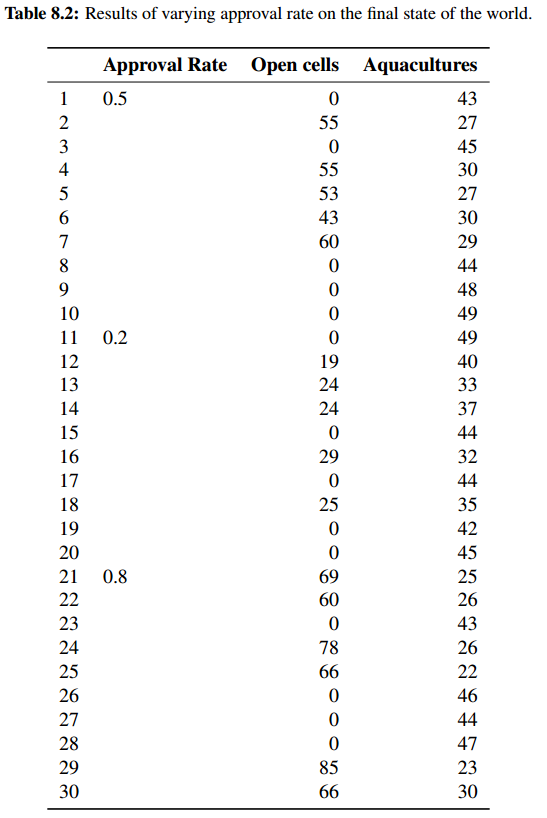 Table 8.2: Results of varying approval rate on the final state of the world.
Approval Rate Open cells Aquacultures
1 0.5 0 43
2 55 27
3 0 45
4 55 30
5 53 27
6 43 30
7 60 29
8 0 44
9 0 48
10 0 49
11 0.2 0 49
12 19 40
13 24 33
14 24 37
15 0 44
16 29 32
17 0 44
18 25 35
19 0 42
20 0 45
21 0.8 69 25
22 60 26
23 0 43
24 78 26
25 66 22
26 0 46
27 0 44
28 0 47
29 85 23
30 66 30